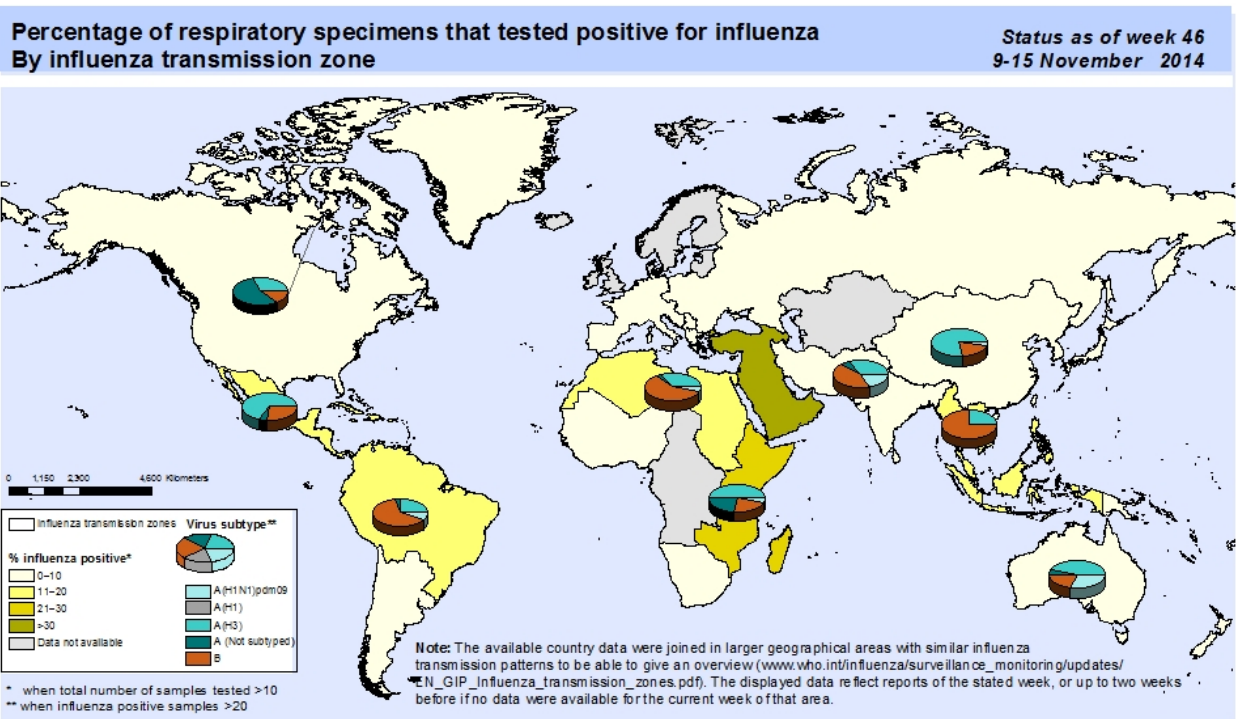 Percentage of respiratory specimens that tested positive for influenza
By influenza transmission zone
Status as of week 46
9-15 November 2014
0 1,150 2,300 4,600 Kilometers
Influenza transmission zones
Virus subtype**
% influenza positive*
0–10
11–20
21–30
>30
Data not available
A(H1N1)pdm09
A(H1)
A(H3)
A (Not subtyped)
B
* when total number of samples tested >10
** when influenza positive samples >20
Note: The available country data were joined in larger geographical areas with similar influenza
transmission patterns to be able to give an overview (www.who.int/influenza/surveillance_monitoring/updates/
EN_GIP_Influenza_transmission_zones.pdf). The displayed data reflect reports of the stated week, or up to two weeks
before if no data were available for the current week of that area.